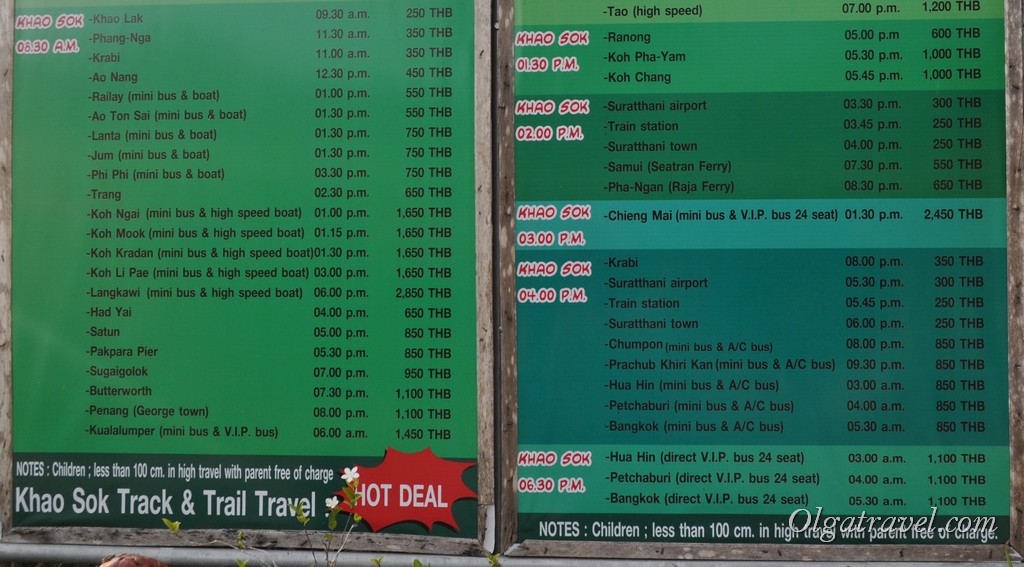 KHAO SOK
08.30 A.M.
-Khao Lak 09.30 a.m. 250 THB
-Phang-Nga 11.30 a.m. 350 THB
-Krabi 11.00 a.m. 350 THB
-Ao Nang 12.30 p.m. 450 THB
-Railay (mini bus & boat) 01.00 p.m. 550 THB
-Ao Ton Sai (mini bus & boat) 01.30 p.m. 550 THB
-Lanta (mini bus & boat) 01.30 p.m. 750 THB
-Jum (mini bus & boat) 01.30 p.m. 750 THB
-Phi Phi (mini bus & boat) 03.30 p.m. 750 THB
-Trang 02.30 p.m. 650 THB
-Koh Ngai (mini bus & high speed boat) 01.00 p.m. 1,650 THB
-Koh Mook (mini bus & high speed boat) 01.15 p.m. 1,650 THB
-Koh Kradan (mini bus & high speed boat) 01.30 p.m. 1,650 THB
-Koh Li Pae (mini bus & high speed boat) 03.00 p.m. 1,650 THB
-Langkawi (mini bus & high speed boat) 06.00 p.m. 2,850 THB
-Had Yai 04.00 p.m. 650 THB
-Satun 05.00 p.m. 850 THB
-Pakpara Pier 05.30 p.m. 850 THB
-Sugaigolok 07.00 p.m. 950 THB
-Butterworth 07.30 p.m. 1,100 THB
-Penang (George town) 08.00 p.m. 1,100 THB
-Kualalumper (mini bus & V.I.P. bus) 06.00 a.m. 1,450 THB
NOTES : Children ; less than 100 cm. in high travel with parent free of charge
Khao Sok Track & Trail Travel
HOT DEAL
-Tao (high speed) 07.00 p.m. 1,200 THB
KHAO SOK
01.30 P.M.
-Ranong 05.00 p.m 600 THB
-Koh Pha-Yam 05.30 p.m. 1,000 THB
-Koh Chang 05.45 p.m. 1,000 THB
KHAO SOK
02.00 P.M.
-Suratthani airport 03.30 p.m. 300 THB
-Train station 03.45 p.m. 250 THB
-Suratthani town 04.00 p.m. 250 THB
-Samui (Seatran Ferry) 07.30 p.m. 550 THB
-Pha-Ngan (Raja Ferry) 08.30 p.m. 650 THB
KHAO SOK
03.00 P.M.
-Chieng Mai (mini bus & V.I.P. bus 24 seat) 01.30 p.m. 2,450 THB
KHAO SOK
04.00 P.M.
-Krabi 08.00 p.m. 350 THB
-Suratthani airport 05.30 p.m. 300 THB
-Train station 05.45 p.m. 250 THB
-Suratthani town 06.00 p.m. 250 THB
-Chumpon (mini bus & A/C bus) 08.00 p.m. 850 THB
-Prachub Khiri Kan (mini bus & A/C bus) 09.30 p.m. 850 THB
-Hua Hin (mini bus & A/C bus) 03.00 a.m. 850 THB
-Petchaburi (mini bus & A/C bus) 04.00 a.m. 850 THB
-Bangkok (mini bus & A/C bus) 05.30 a.m. 850 THB
KHAO SOK
06.30 P.M.
-Hua Hin (direct V.I.P. bus 24 seat) 03.00 a.m. 1,100 THB
-Petchaburi (direct V.I.P. bus 24 seat) 04.00 a.m. 1,100 THB
-Bangkok (direct V.I.P. bus 24 seat) 05.30 a.m. 1,100 THB
NOTES : Children ; less than 100 cm. in high travel with parent free of charge.
Olgatravel.com